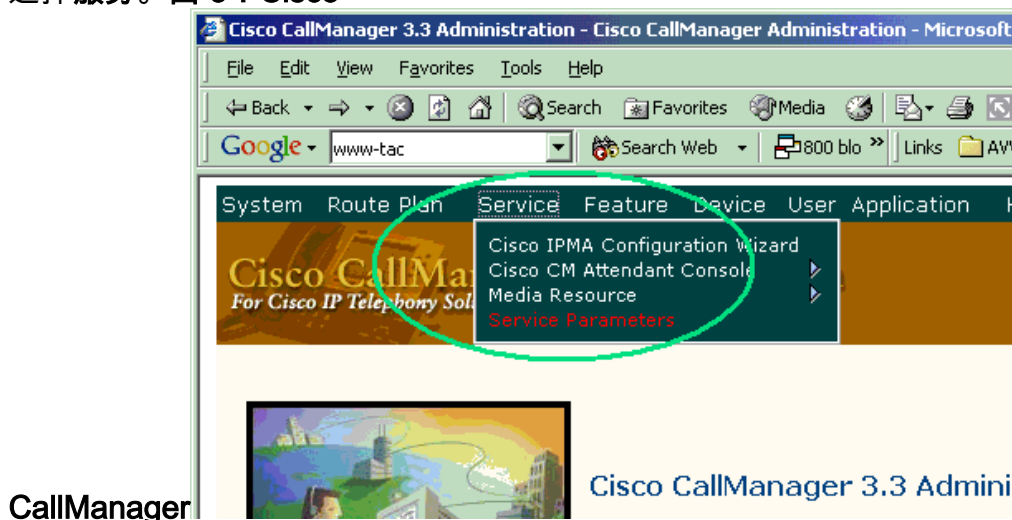 Cisco CallManager 3.3 Administration - Cisco CallManager Administration - Microsoft
File Edit View Favorites Tools Help
Back Search Favorites Media
Google www-tac Search Web 800 blo » Links
System Route Plan Service Feature Device User Application
Cisco IPMA Configuration Wizard
Cisco CM Attendant Console
Media Resource
Service Parameters
Cisco
For Cisco IP Telephony
Cisco CallManager 3.3
CallManager